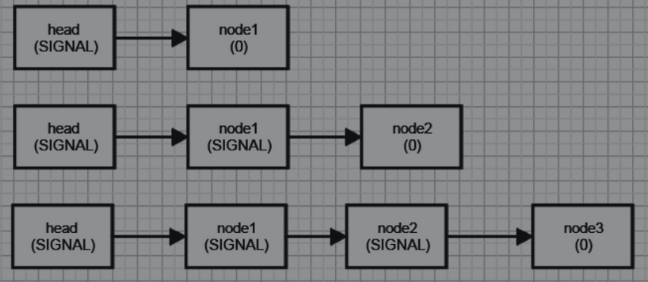 head
(SIGNAL)
node1
(0)
head
(SIGNAL)
node1
(SIGNAL)
node2
(0)
head
(SIGNAL)
node1
(SIGNAL)
node2
(SIGNAL)
node3
(0)